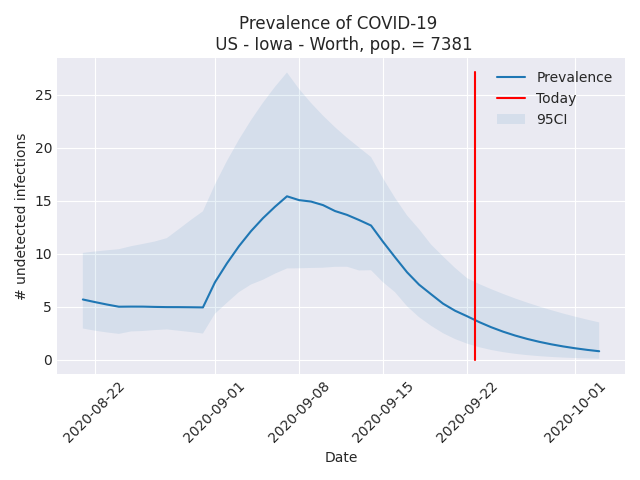 Prevalence of COVID-19
US - Iowa - Worth, pop. = 7381
Prevalence
Today
95CI
# undetected infections
25
20
15
10
5
0
2020-08-22
2020-09-01
2020-09-08
2020-09-15
2020-09-22
2020-10-01
Date